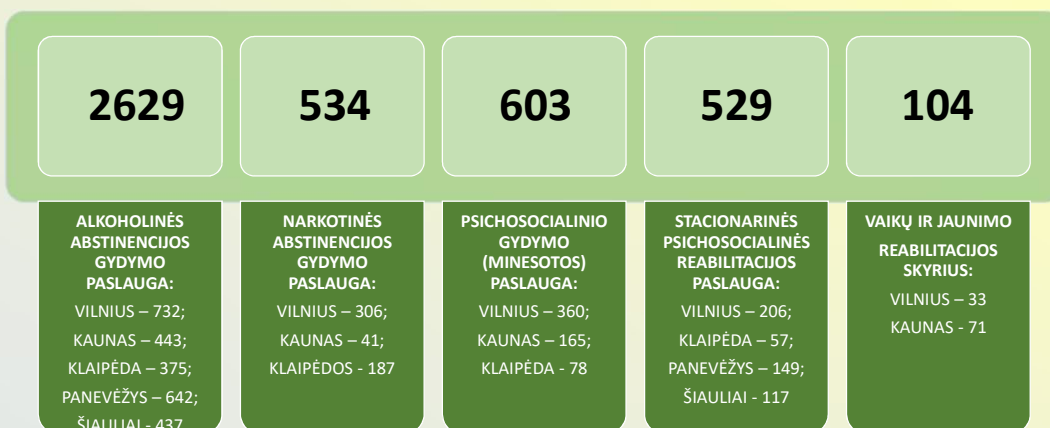 2629
534
603
529
104
ALKOHOLINĖS
ABSTINENCIJOS
GYDYMO
PASLAUGA:
VILNIUS – 732;
KAUNAS – 443;
KLAIPĖDA – 375;
PANEVĖŽYS – 642;
ŠIAULIAI - 437
NARKOTINĖS
ABSTINENCIJOS
GYDYMO
PASLAUGA:
VILNIUS – 306;
KAUNAS – 41;
KLAIPĖDOS - 187
PSICHOSOCIALINIO
GYDYMO
(MINESOTOS)
PASLAUGA:
VILNIUS – 360;
KAUNAS – 165;
KLAIPĖDA - 78
STACIONARINĖS
PSICHOSOCIALINĖS
REABILITACIJOS
PASLAUGA:
VILNIUS – 206;
KLAIPĖDA – 57;
PANEVĖŽYS – 149;
ŠIAULIAI - 117
VAIKŲ IR JAUNIMO
REABILITACIJOS
SKYRIUS:
VILNIUS – 33
KAUNAS - 71